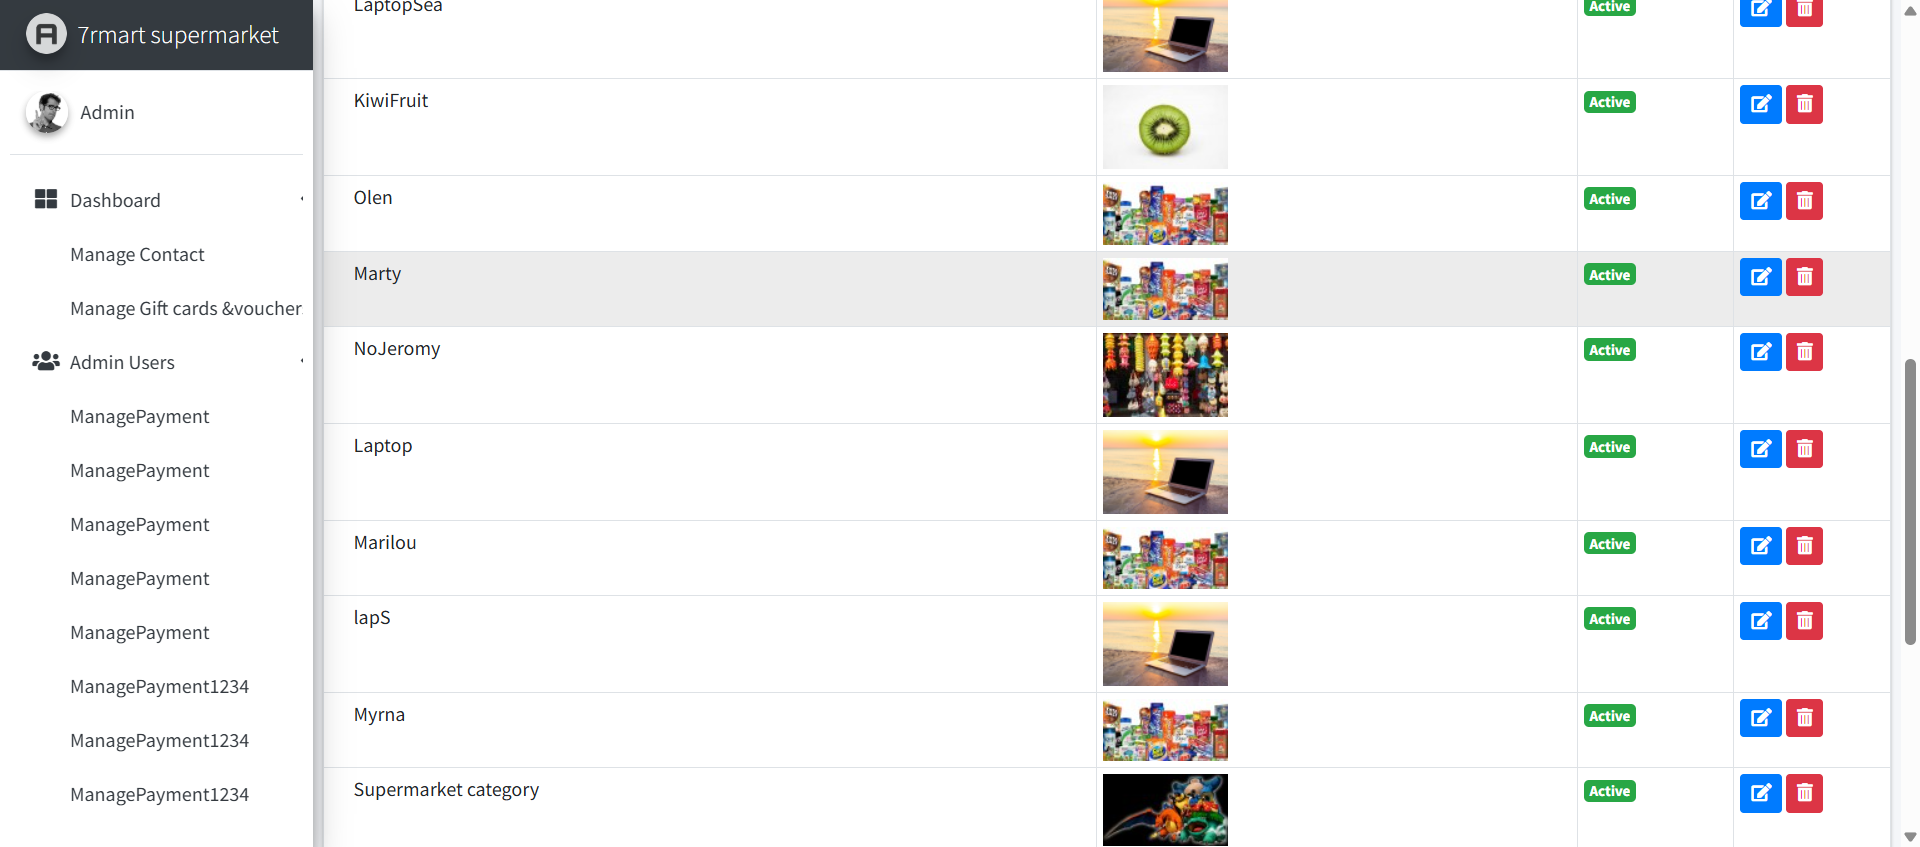 7rmart supermarket
Admin
Dashboard
Manage Contact
Manage Gift cards &voucher
Admin Users
ManagePayment
ManagePayment
ManagePayment
ManagePayment
ManagePayment
ManagePayment1234
ManagePayment1234
ManagePayment1234
LaptopSea Active
KiwiFruit Active
Olen Active
Marty Active
NoJeromy Active
Laptop Active
Marilou Active
lapS Active
Myrna Active
Supermarket category Active